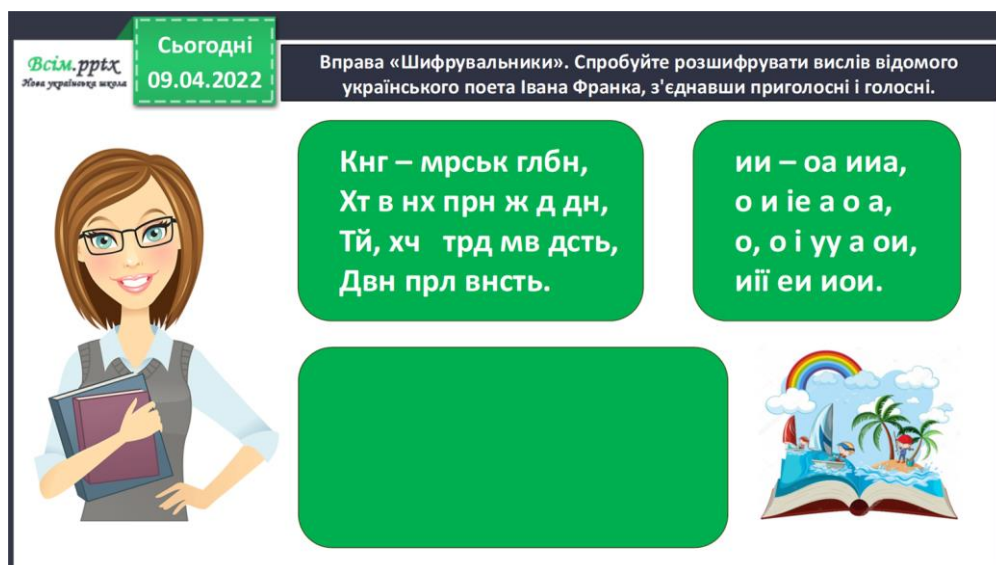 Всім.pptx
Нова українська школа
Сьогодні
09.04.2022
Вправа «Шифрувальники». Спробуйте розшифрувати вислів відомого
українського поета Івана Франка, з'єднавши приголосні і голосні.
Кнг – мрськ глбн,
Хт в нх прн ж д дн,
Тй, хч трд мв дсть,
Двн прл внсть.
ии – оа ииа,
о и іе а о а,
о, о і уу а ои,
иії еи иои.